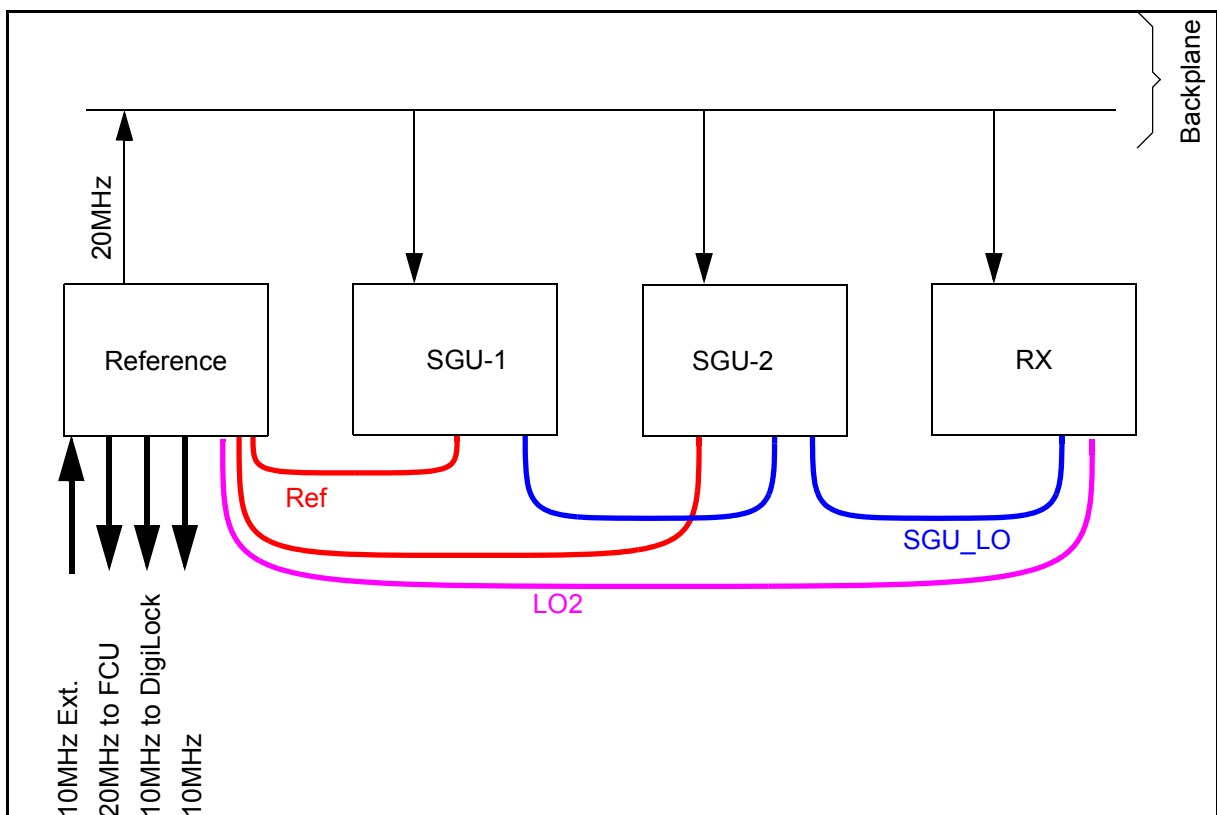 Backplane
20MHz
Reference
SGU-1
SGU-2
RX
Ref
SGU_LO
LO2
10MHz Ext.
20MHz to FCU
10MHz to DigiLock
10MHz